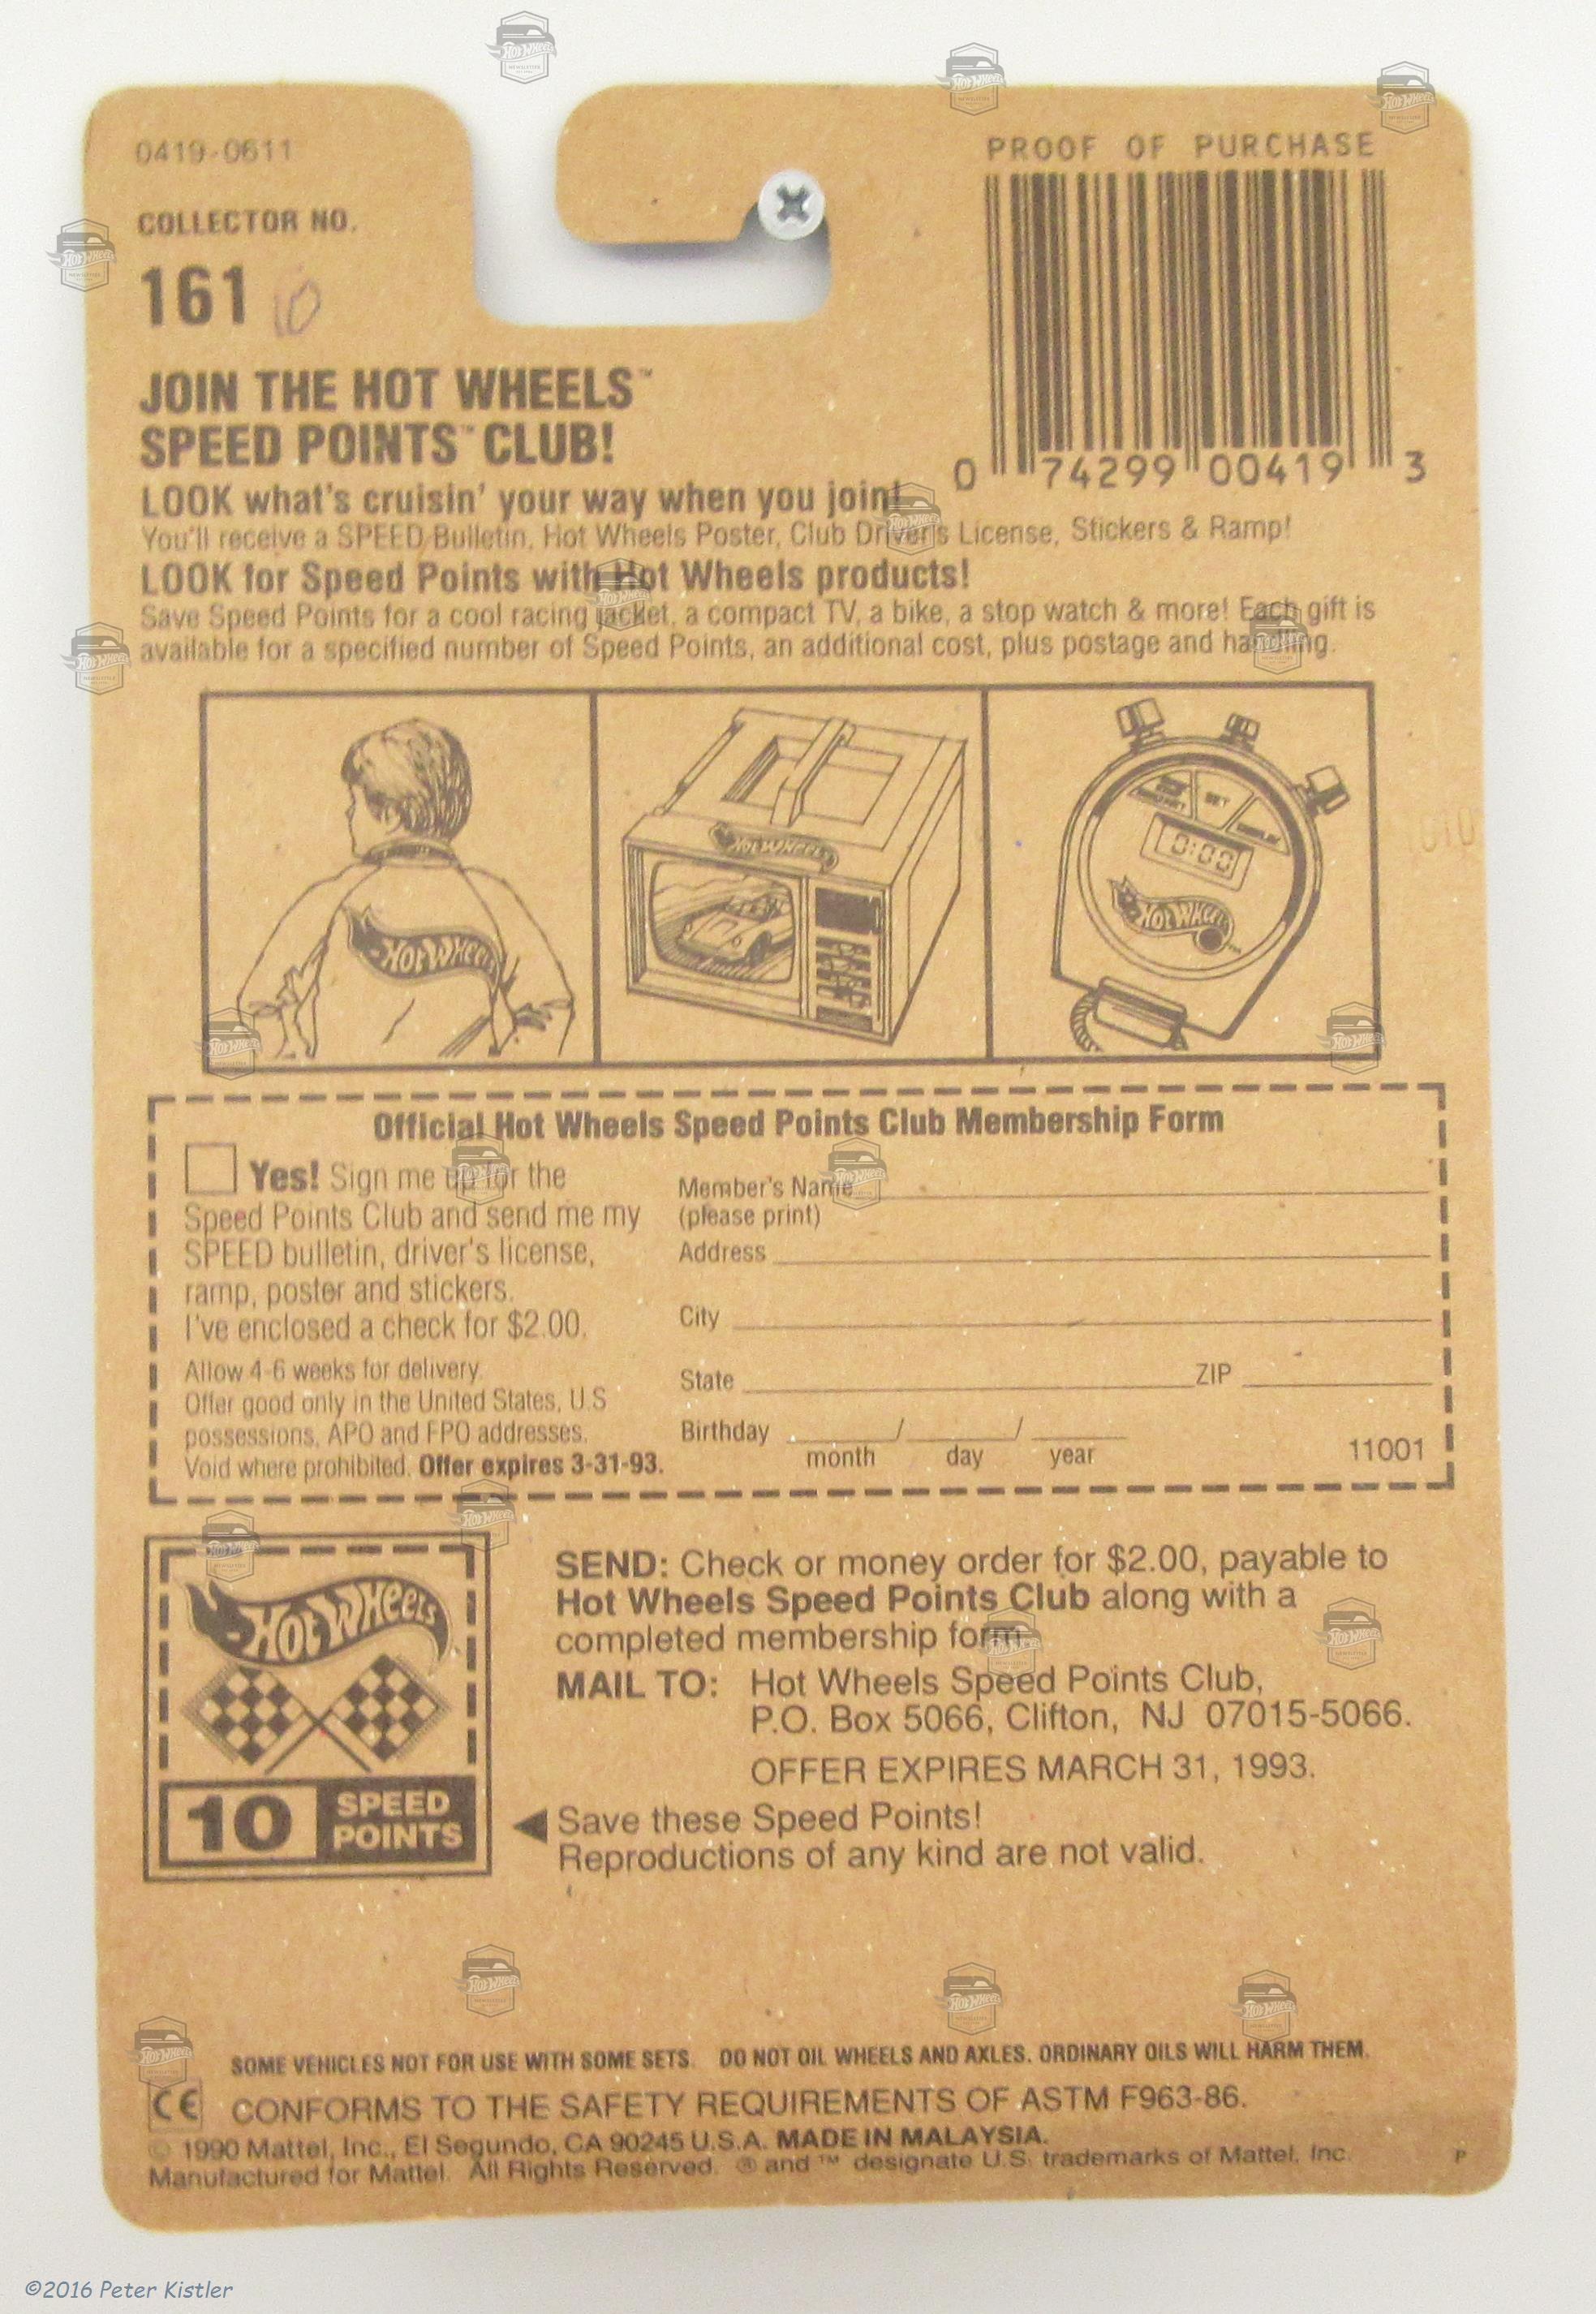 0419-0611
PROOF OF PURCHASE
COLLECTOR NO.
161 10
0 74299 00419 3
JOIN THE HOT WHEELS™
SPEED POINTS™ CLUB!
LOOK what's cruisin' your way when you join!
You'll receive a SPEED Bulletin, Hot Wheels Poster, Club Driver's License, Stickers & Ramp!
LOOK for Speed Points with Hot Wheels products!
Save Speed Points for a cool racing jacket, a compact TV, a bike, a stop watch & more! Each gift is
available for a specified number of Speed Points, an additional cost, plus postage and handling.
HOT WHEELS
HOT WHEELS
SET
0:00
HOT WHEELS
Official Hot Wheels Speed Points Club Membership Form
Yes! Sign me up for the
Speed Points Club and send me my
SPEED bulletin, driver's license,
ramp, poster and stickers.
I've enclosed a check for $2.00.
Allow 4-6 weeks for delivery.
Offer good only in the United States, U.S
possessions, APO and FPO addresses.
Void where prohibited. Offer expires 3-31-93.
Member's Name
(please print)
Address
City
State ZIP
Birthday / /
month day year
11001
HOT WHEELS
10 SPEED
POINTS
SEND: Check or money order for $2.00, payable to
Hot Wheels Speed Points Club along with a
completed membership form.
MAIL TO: Hot Wheels Speed Points Club,
P.O. Box 5066, Clifton, NJ 07015-5066.
OFFER EXPIRES MARCH 31, 1993.
Save these Speed Points!
Reproductions of any kind are not valid.
SOME VEHICLES NOT FOR USE WITH SOME SETS. DO NOT OIL WHEELS AND AXLES. ORDINARY OILS WILL HARM THEM.
CE CONFORMS TO THE SAFETY REQUIREMENTS OF ASTM F963-86.
© 1990 Mattel, Inc., El Segundo, CA 90245 U.S.A. MADE IN MALAYSIA.
Manufactured for Mattel. All Rights Reserved. ® and ™ designate U.S. trademarks of Mattel, Inc. P
©2016 Peter Kistler